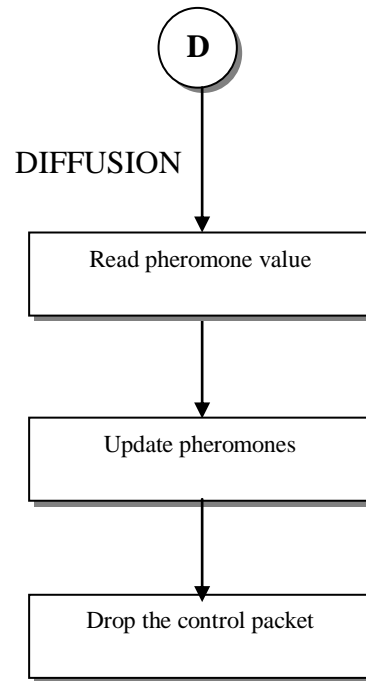 D
DIFFUSION
Read pheromone value
Update pheromones
Drop the control packet